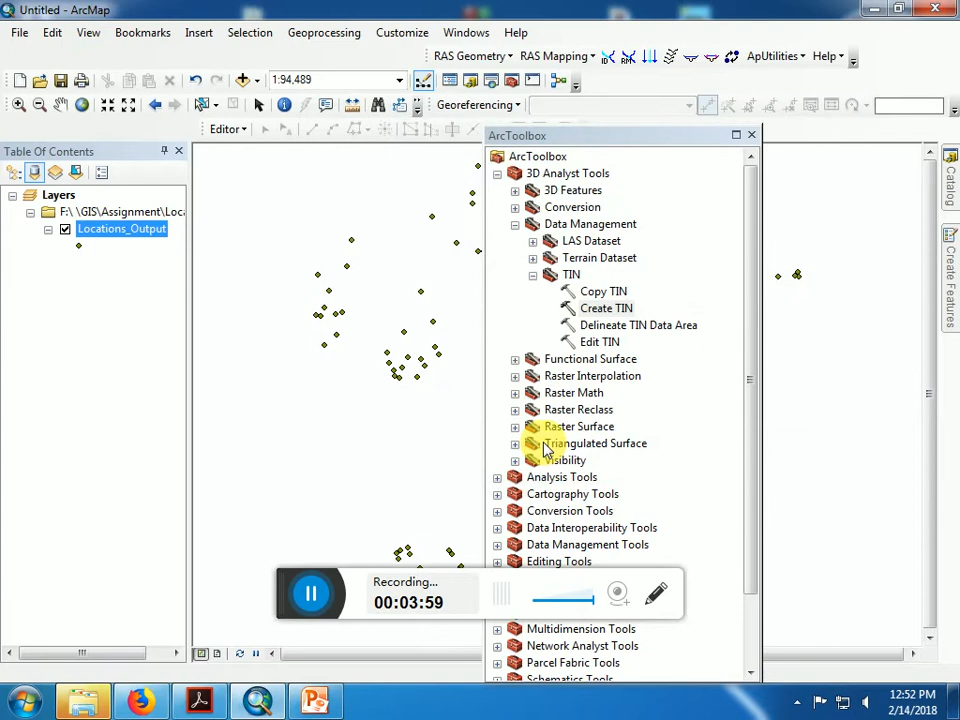 Untitled - ArcMap
File Edit View Bookmarks Insert Selection Geoprocessing Customize Windows Help
RAS Geometry RAS Mapping ApUtilities Help
1:94,489
Georeferencing
Editor
Table Of Contents
Layers
F:\ \GIS\Assignment\Loca
Locations_Output
ArcToolbox
ArcToolbox
3D Analyst Tools
3D Features
Conversion
Data Management
LAS Dataset
Terrain Dataset
TIN
Copy TIN
Create TIN
Delineate TIN Data Area
Edit TIN
Functional Surface
Raster Interpolation
Raster Math
Raster Reclass
Raster Surface
Triangulated Surface
Visibility
Analysis Tools
Cartography Tools
Conversion Tools
Data Interoperability Tools
Data Management Tools
Editing Tools
Multidimension Tools
Network Analyst Tools
Parcel Fabric Tools
Schematics Tools
Catalog
Create Features
Recording...
00:03:59
12:52 PM
2/14/2018